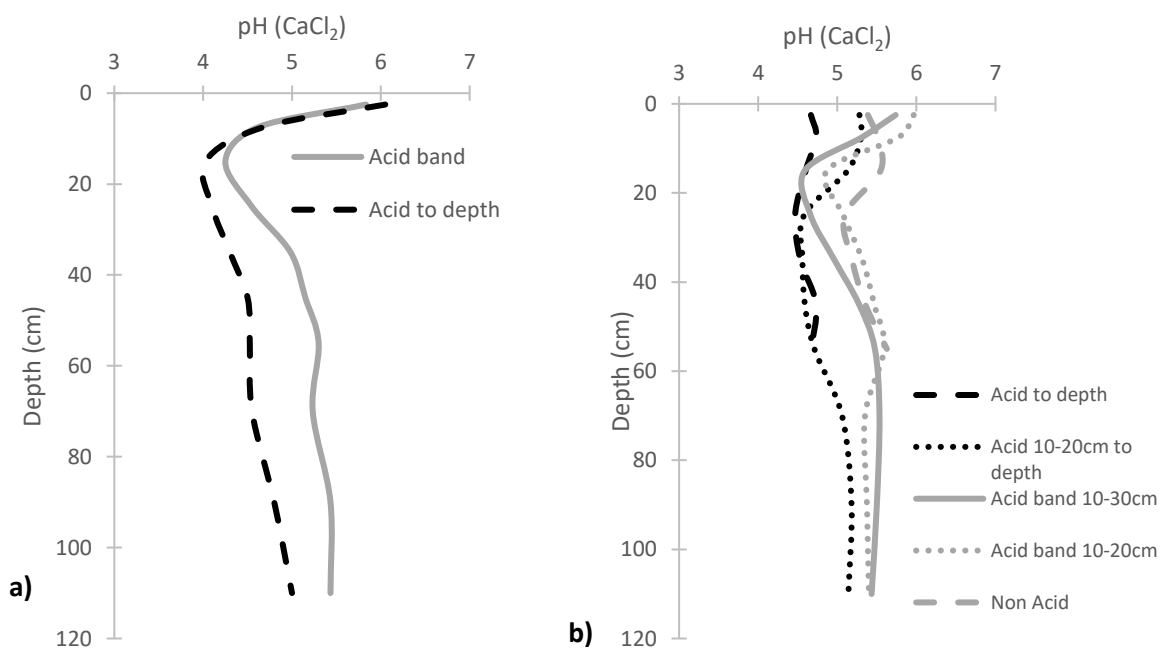 pH (CaCl₂)
3 4 5 6 7
0
20
40
60
80
100
120
Depth (cm)
Acid band
Acid to depth
a)
pH (CaCl₂)
3 4 5 6 7
0
20
40
60
80
100
120
Depth (cm)
Acid to depth
Acid 10-20cm to
depth
Acid band 10-30cm
Acid band 10-20cm
Non Acid
b)